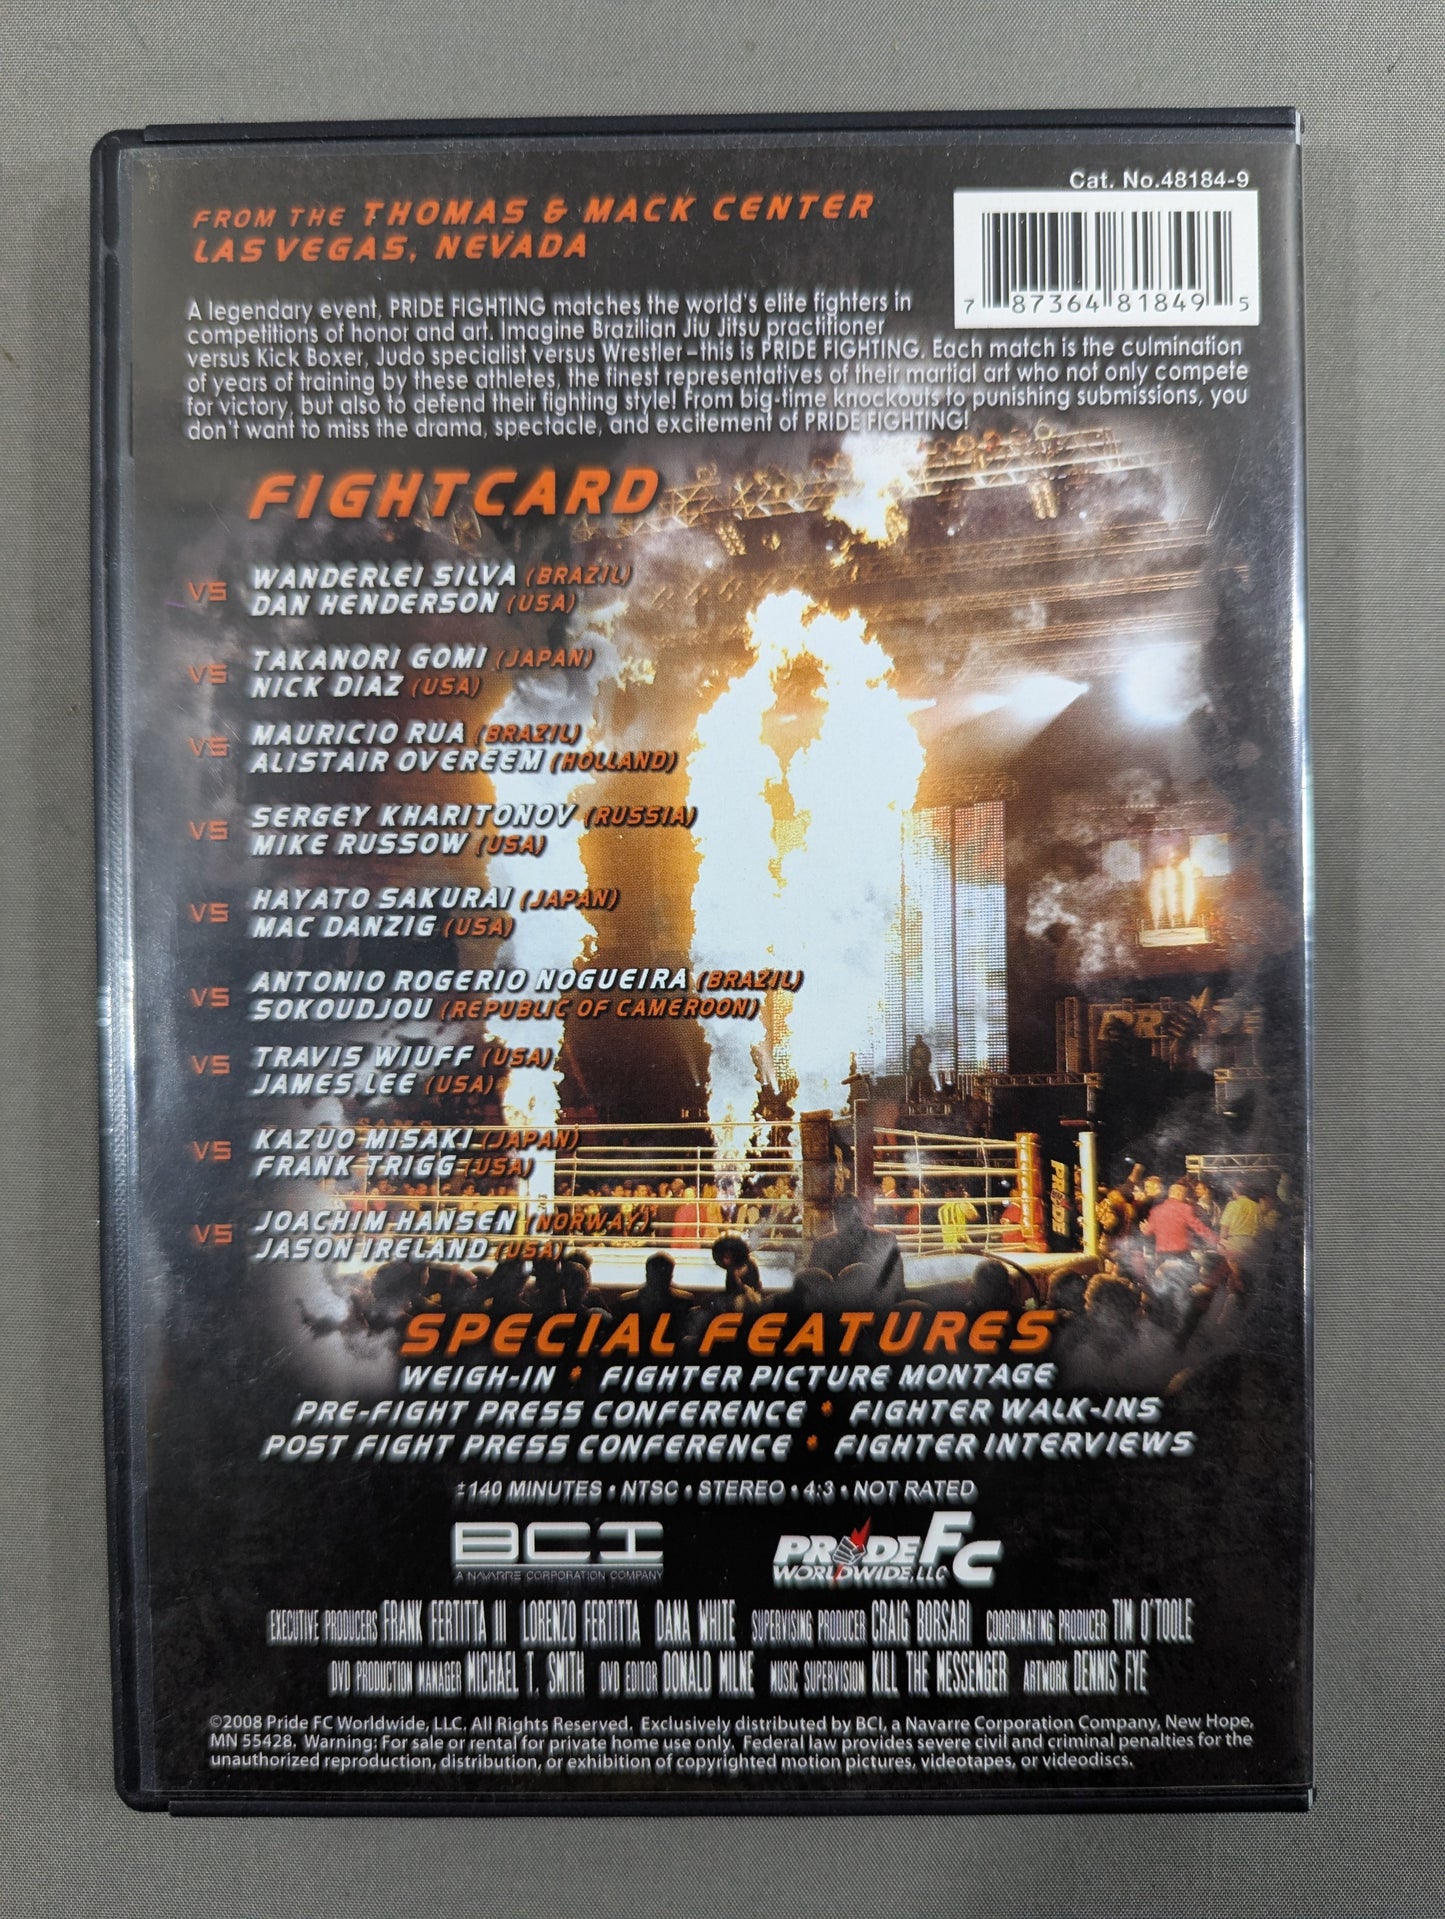 Cat. No.48184-9
FROM THE THOMAS & MACK CENTER
LAS VEGAS, NEVADA
7 87364 81849 5
A legendary event, PRIDE FIGHTING matches the world's elite fighters in
competitions of honor and art. Imagine Brazilian Jiu Jitsu practitioner
versus Kick Boxer, Judo specialist versus Wrestler–this is PRIDE FIGHTING. Each match is the culmination
of years of training by these athletes, the finest representatives of their martial art who not only compete
for victory, but also to defend their fighting style! From big-time knockouts to punishing submissions, you
don't want to miss the drama, spectacle, and excitement of PRIDE FIGHTING!
FIGHTCARD
WANDERLEI SILVA (BRAZIL)
VS
DAN HENDERSON (USA)
TAKANORI GOMI (JAPAN)
VS
NICK DIAZ (USA)
MAURICIO RUA (BRAZIL)
VS
ALISTAIR OVEREEM (HOLLAND)
SERGEY KHARITONOV (RUSSIA)
VS
MIKE RUSSOW (USA)
HAYATO SAKURAI (JAPAN)
VS
MAC DANZIG (USA)
ANTONIO ROGERIO NOGUEIRA (BRAZIL)
VS
SOKOUDJOU (REPUBLIC OF CAMEROON)
TRAVIS WIUFF (USA)
VS
JAMES LEE (USA)
KAZUO MISAKI (JAPAN)
VS
FRANK TRIGG (USA)
JOACHIM HANSEN (NORWAY)
VS
JASON IRELAND (USA)
PRIDE
SPECIAL FEATURES
WEIGH-IN * FIGHTER PICTURE MONTAGE
PRE-FIGHT PRESS CONFERENCE * FIGHTER WALK-INS
POST FIGHT PRESS CONFERENCE * FIGHTER INTERVIEWS
±140 MINUTES • NTSC • STEREO • 4:3 • NOT RATED
BCI
A NAVARRE CORPORATION COMPANY
PRIDE FC
WORLDWIDE, LLC
EXECUTIVE PRODUCERS FRANK FERTITTA III LORENZO FERTITTA DANA WHITE SUPERVISING PRODUCER CRAIG BORSARI COORDINATING PRODUCER TIM O'TOOLE
DVD PRODUCTION MANAGER MICHAEL T. SMITH DVD EDITOR DONALD MILNE MUSIC SUPERVISION KILL THE MESSENGER ARTWORK DENNIS FYE
©2008 Pride FC Worldwide, LLC. All Rights Reserved. Exclusively distributed by BCI, a Navarre Corporation Company, New Hope,
MN 55428. Warning: For sale or rental for private home use only. Federal law provides severe civil and criminal penalties for the
unauthorized reproduction, distribution, or exhibition of copyrighted motion pictures, videotapes, or videodiscs.